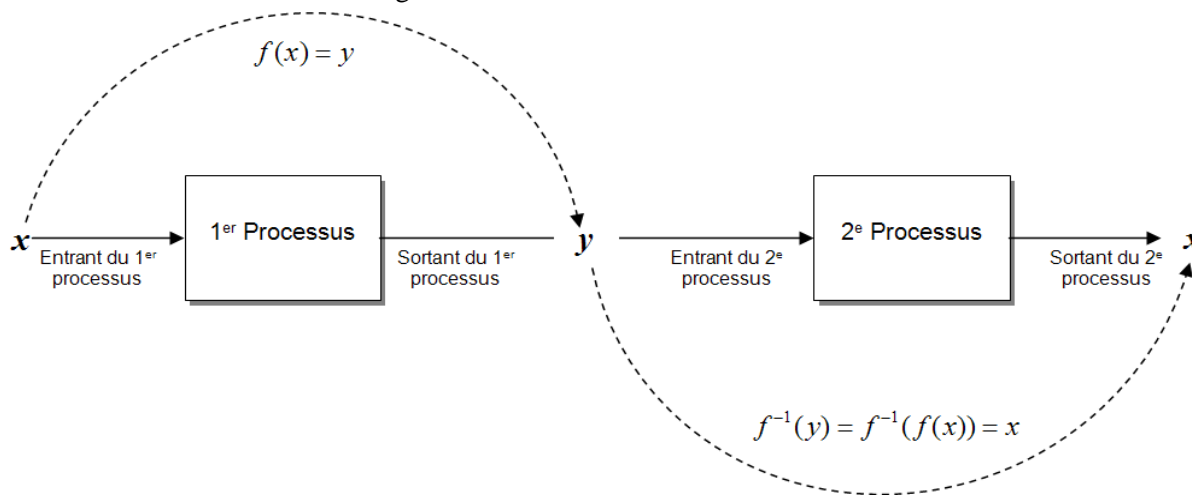 f(x) = y
x
1er Processus
y
2e Processus
x
Entrant du 1er
processus
Sortant du 1er
processus
Entrant du 2e
processus
Sortant du 2e
processus
f⁻¹(y) = f⁻¹(f(x)) = x